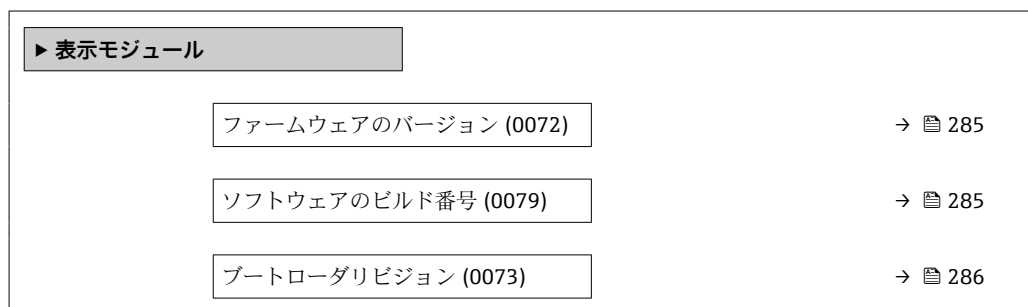 ▶ 表示モジュール
ファームウェアのバージョン (0072) → 🖹 285
ソフトウェアのビルド番号 (0079) → 🖹 285
ブートローダリビジョン (0073) → 🖹 286